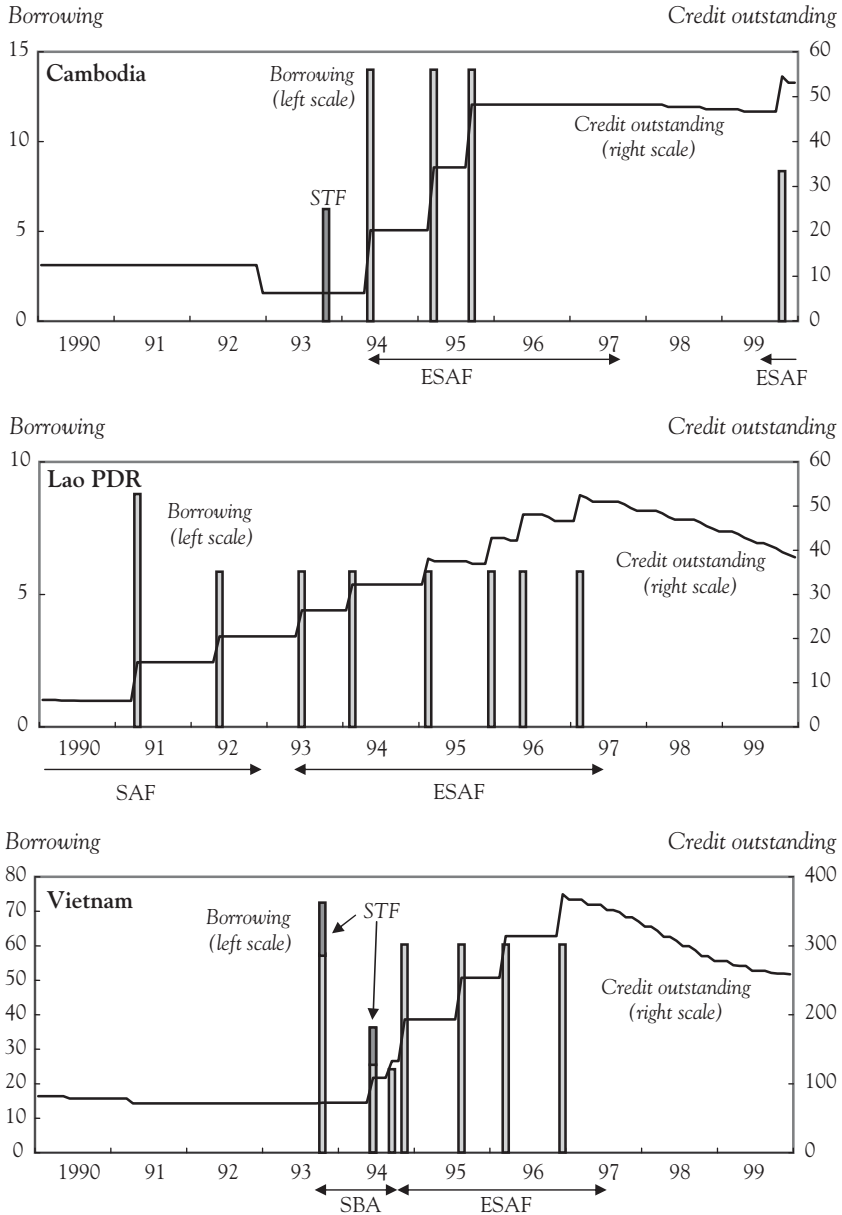 Borrowing Credit outstanding
15 60
Cambodia
Borrowing
(left scale)
50
10 40
Credit outstanding
(right scale)
STF
30
5 20
10
0 0
1990 91 92 93 94 95 96 97 98 99
ESAF ESAF
Borrowing Credit outstanding
10 60
Lao PDR
50
Borrowing
(left scale)
40
Credit outstanding
(right scale)
5 30
20
10
0 0
1990 91 92 93 94 95 96 97 98 99
SAF ESAF
Borrowing Credit outstanding
80 400
Vietnam
70
Borrowing
(left scale)
STF
60 300
50
Credit outstanding
(right scale)
40 200
30
20 100
10
0 0
1990 91 92 93 94 95 96 97 98 99
SBA ESAF